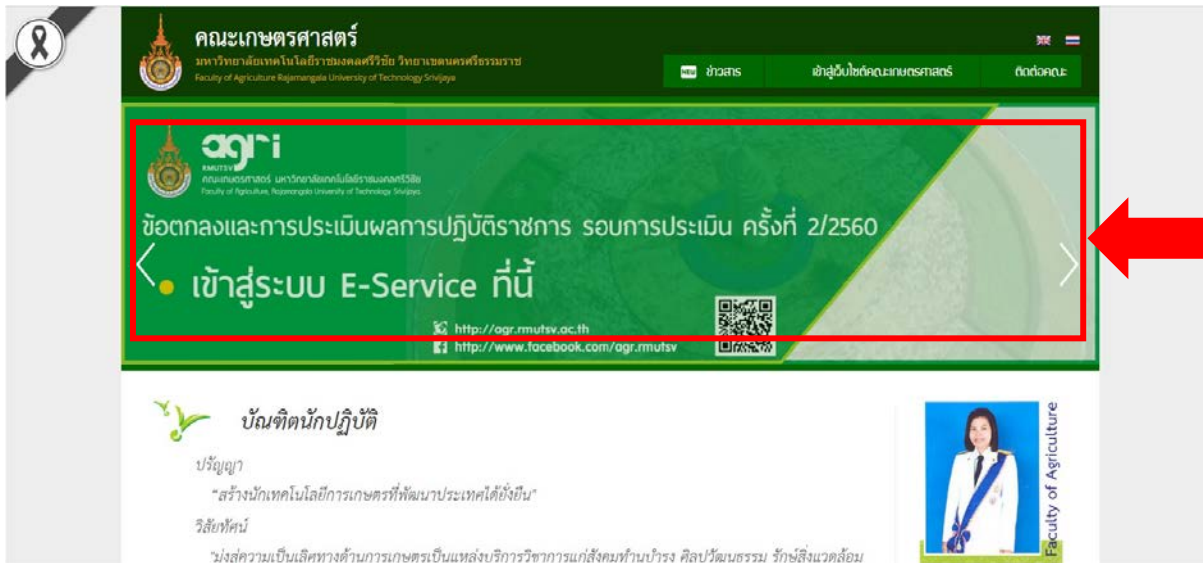 คณะเกษตรศาสตร์
มหาวิทยาลัยเทคโนโลยีราชมงคลศรีวิชัย วิทยาเขตนครศรีธรรมราช
Faculty of Agriculture Rajamangala University of Technology Srivijaya
NEW ข่าวสาร เข้าสู่เว็บไซต์คณะเกษตรศาสตร์ ติดต่อคณะ
agri
RMUTSV
คณะเกษตรศาสตร์ มหาวิทยาลัยเทคโนโลยีราชมงคลศรีวิชัย
Faculty of Agriculture, Rajamangala University of Technology Srivijaya
ข้อตกลงและการประเมินผลการปฏิบัติราชการ รอบการประเมิน ครั้งที่ 2/2560
• เข้าสู่ระบบ E-Service ที่นี้
http://agr.rmutsv.ac.th
http://www.facebook.com/agr.rmutsv
บัณฑิตนักปฏิบัติ
ปรัญญา
"สร้างนักเทคโนโลยีการเกษตรที่พัฒนาประเทศได้ยั่งยืน"
วิสัยทัศน์
"มุ่งสู่ความเป็นเลิศทางด้านการเกษตรเป็นแหล่งบริการวิชาการแก่สังคมทำนุบำรุง ศิลปวัฒนธรรม รักษ์สิ่งแวดล้อม
Faculty of Agriculture